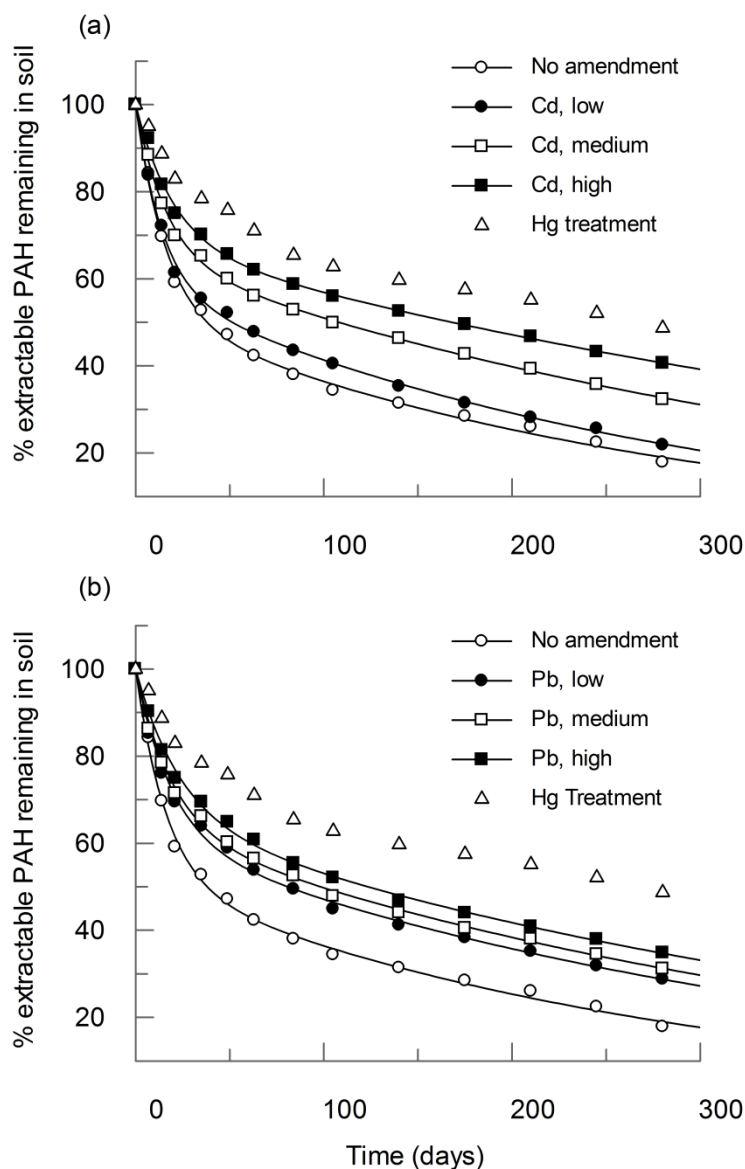 (a)
% extractable PAH remaining in soil
100
80
60
40
20
No amendment
Cd, low
Cd, medium
Cd, high
Hg treatment
0 100 200 300
(b)
% extractable PAH remaining in soil
100
80
60
40
20
No amendment
Pb, low
Pb, medium
Pb, high
Hg Treatment
0 100 200 300
Time (days)